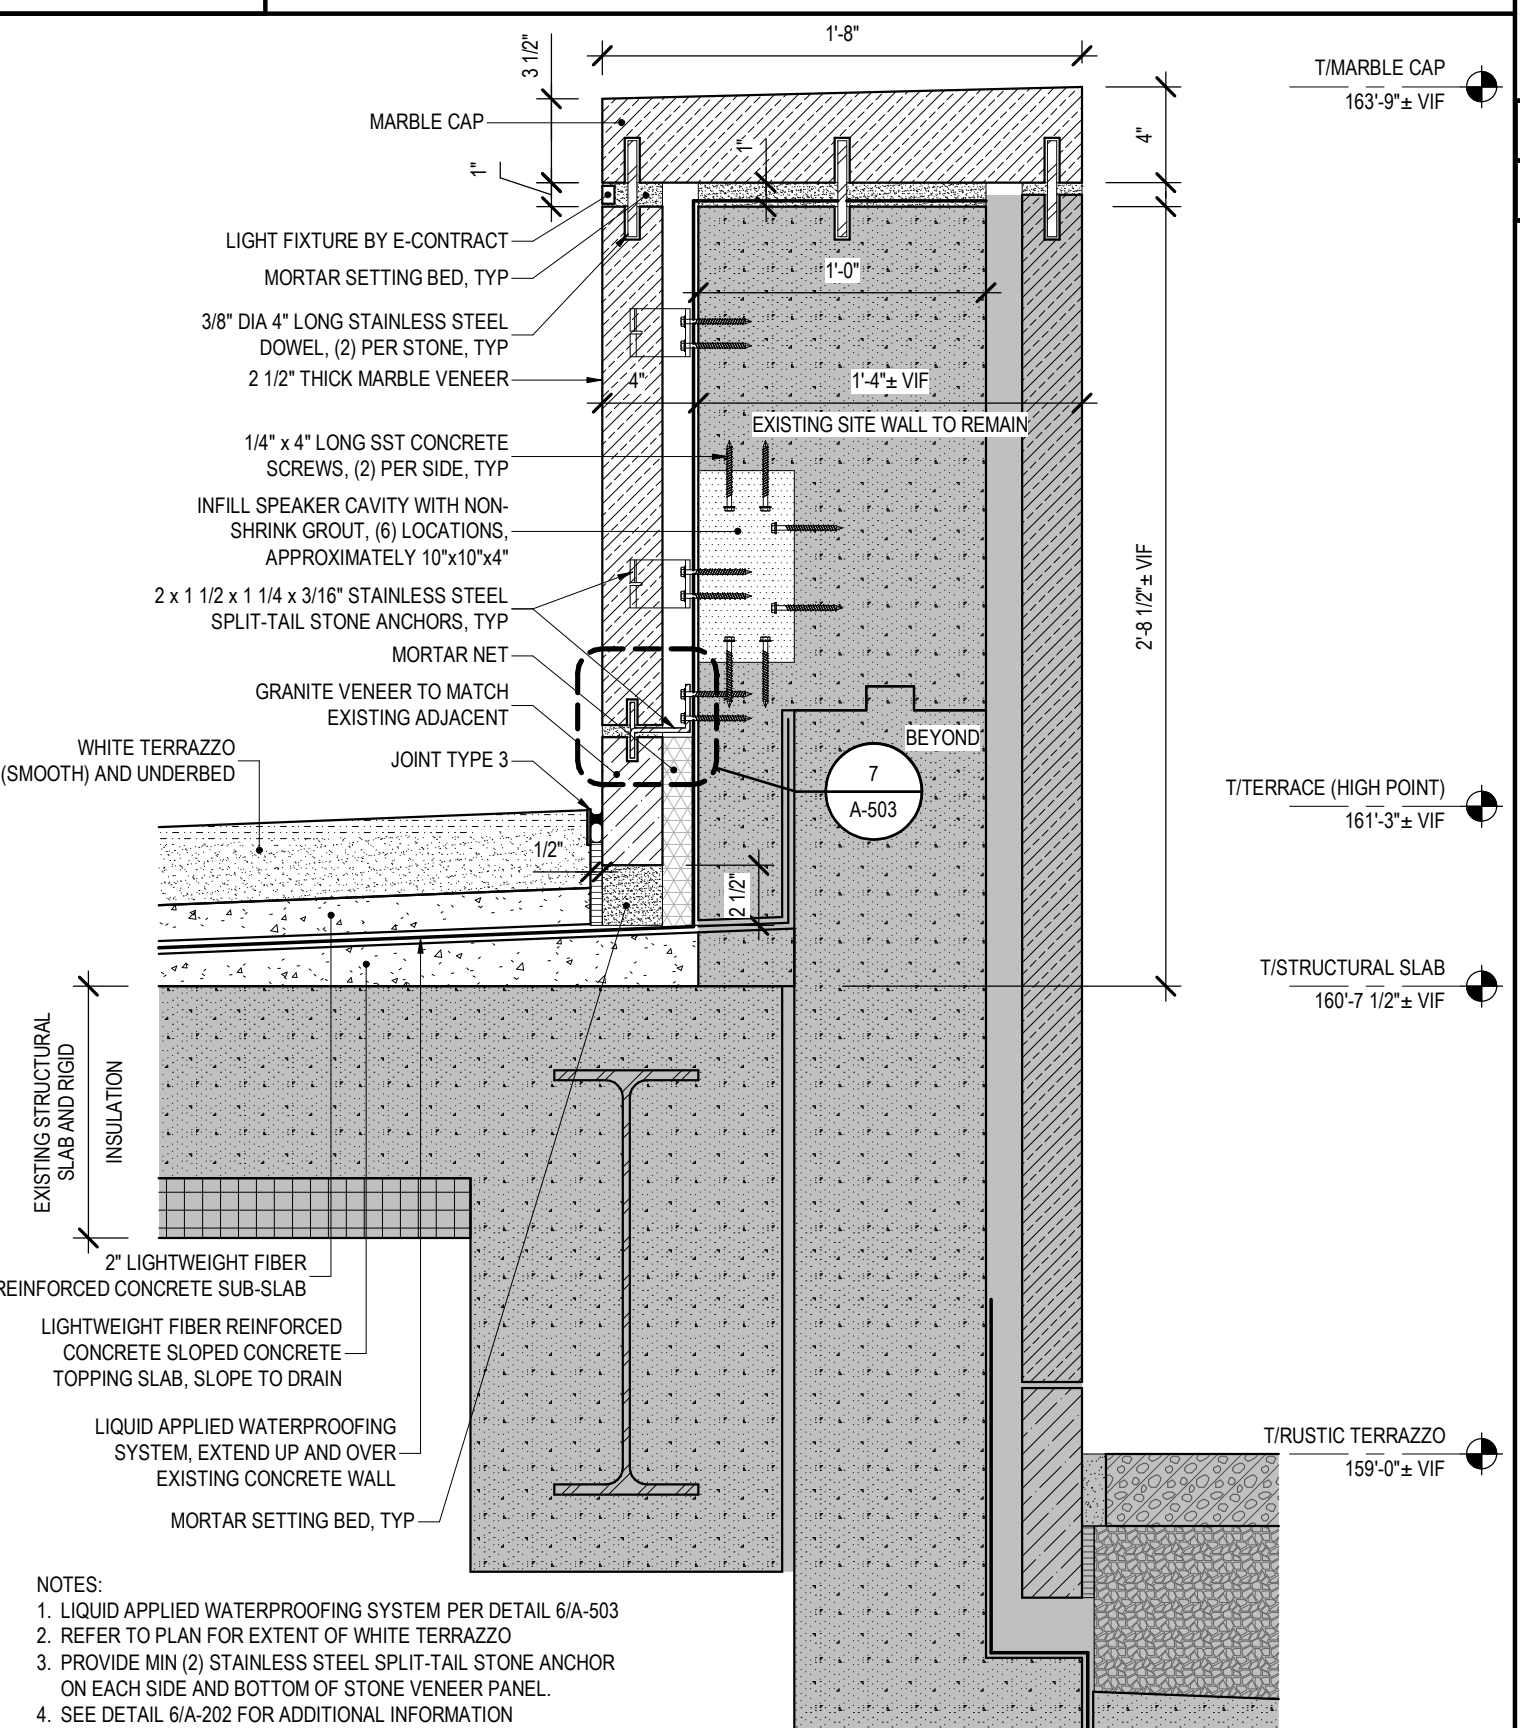 1'-8"
3 1/2"
T/MARBLE CAP
163'-9"± VIF
MARBLE CAP
4"
1"
1"
LIGHT FIXTURE BY E-CONTRACT
MORTAR SETTING BED, TYP
1'-0"
3/8" DIA 4" LONG STAINLESS STEEL
DOWEL, (2) PER STONE, TYP
2 1/2" THICK MARBLE VENEER
4"
1'-4"± VIF
EXISTING SITE WALL TO REMAIN
1/4" x 4" LONG SST CONCRETE
SCREWS, (2) PER SIDE, TYP
INFILL SPEAKER CAVITY WITH NON-
SHRINK GROUT, (6) LOCATIONS,
APPROXIMATELY 10"x10"x4"
2 x 1 1/2 x 1 1/4 x 3/16" STAINLESS STEEL
SPLIT-TAIL STONE ANCHORS, TYP
2'-8 1/2"± VIF
MORTAR NET
GRANITE VENEER TO MATCH
EXISTING ADJACENT
BEYOND
WHITE TERRAZZO
(SMOOTH) AND UNDERBED
JOINT TYPE 3
7
A-503
T/TERRACE (HIGH POINT)
161'-3"± VIF
1/2"
2 1/2"
T/STRUCTURAL SLAB
160'-7 1/2"± VIF
EXISTING STRUCTURAL
SLAB AND RIGID
INSULATION
2" LIGHTWEIGHT FIBER
REINFORCED CONCRETE SUB-SLAB
LIGHTWEIGHT FIBER REINFORCED
CONCRETE SLOPED CONCRETE
TOPPING SLAB, SLOPE TO DRAIN
LIQUID APPLIED WATERPROOFING
SYSTEM, EXTEND UP AND OVER
EXISTING CONCRETE WALL
T/RUSTIC TERRAZZO
159'-0"± VIF
MORTAR SETTING BED, TYP
NOTES:
1. LIQUID APPLIED WATERPROOFING SYSTEM PER DETAIL 6/A-503
2. REFER TO PLAN FOR EXTENT OF WHITE TERRAZZO
3. PROVIDE MIN (2) STAINLESS STEEL SPLIT-TAIL STONE ANCHOR
ON EACH SIDE AND BOTTOM OF STONE VENEER PANEL.
4. SEE DETAIL 6/A-202 FOR ADDITIONAL INFORMATION